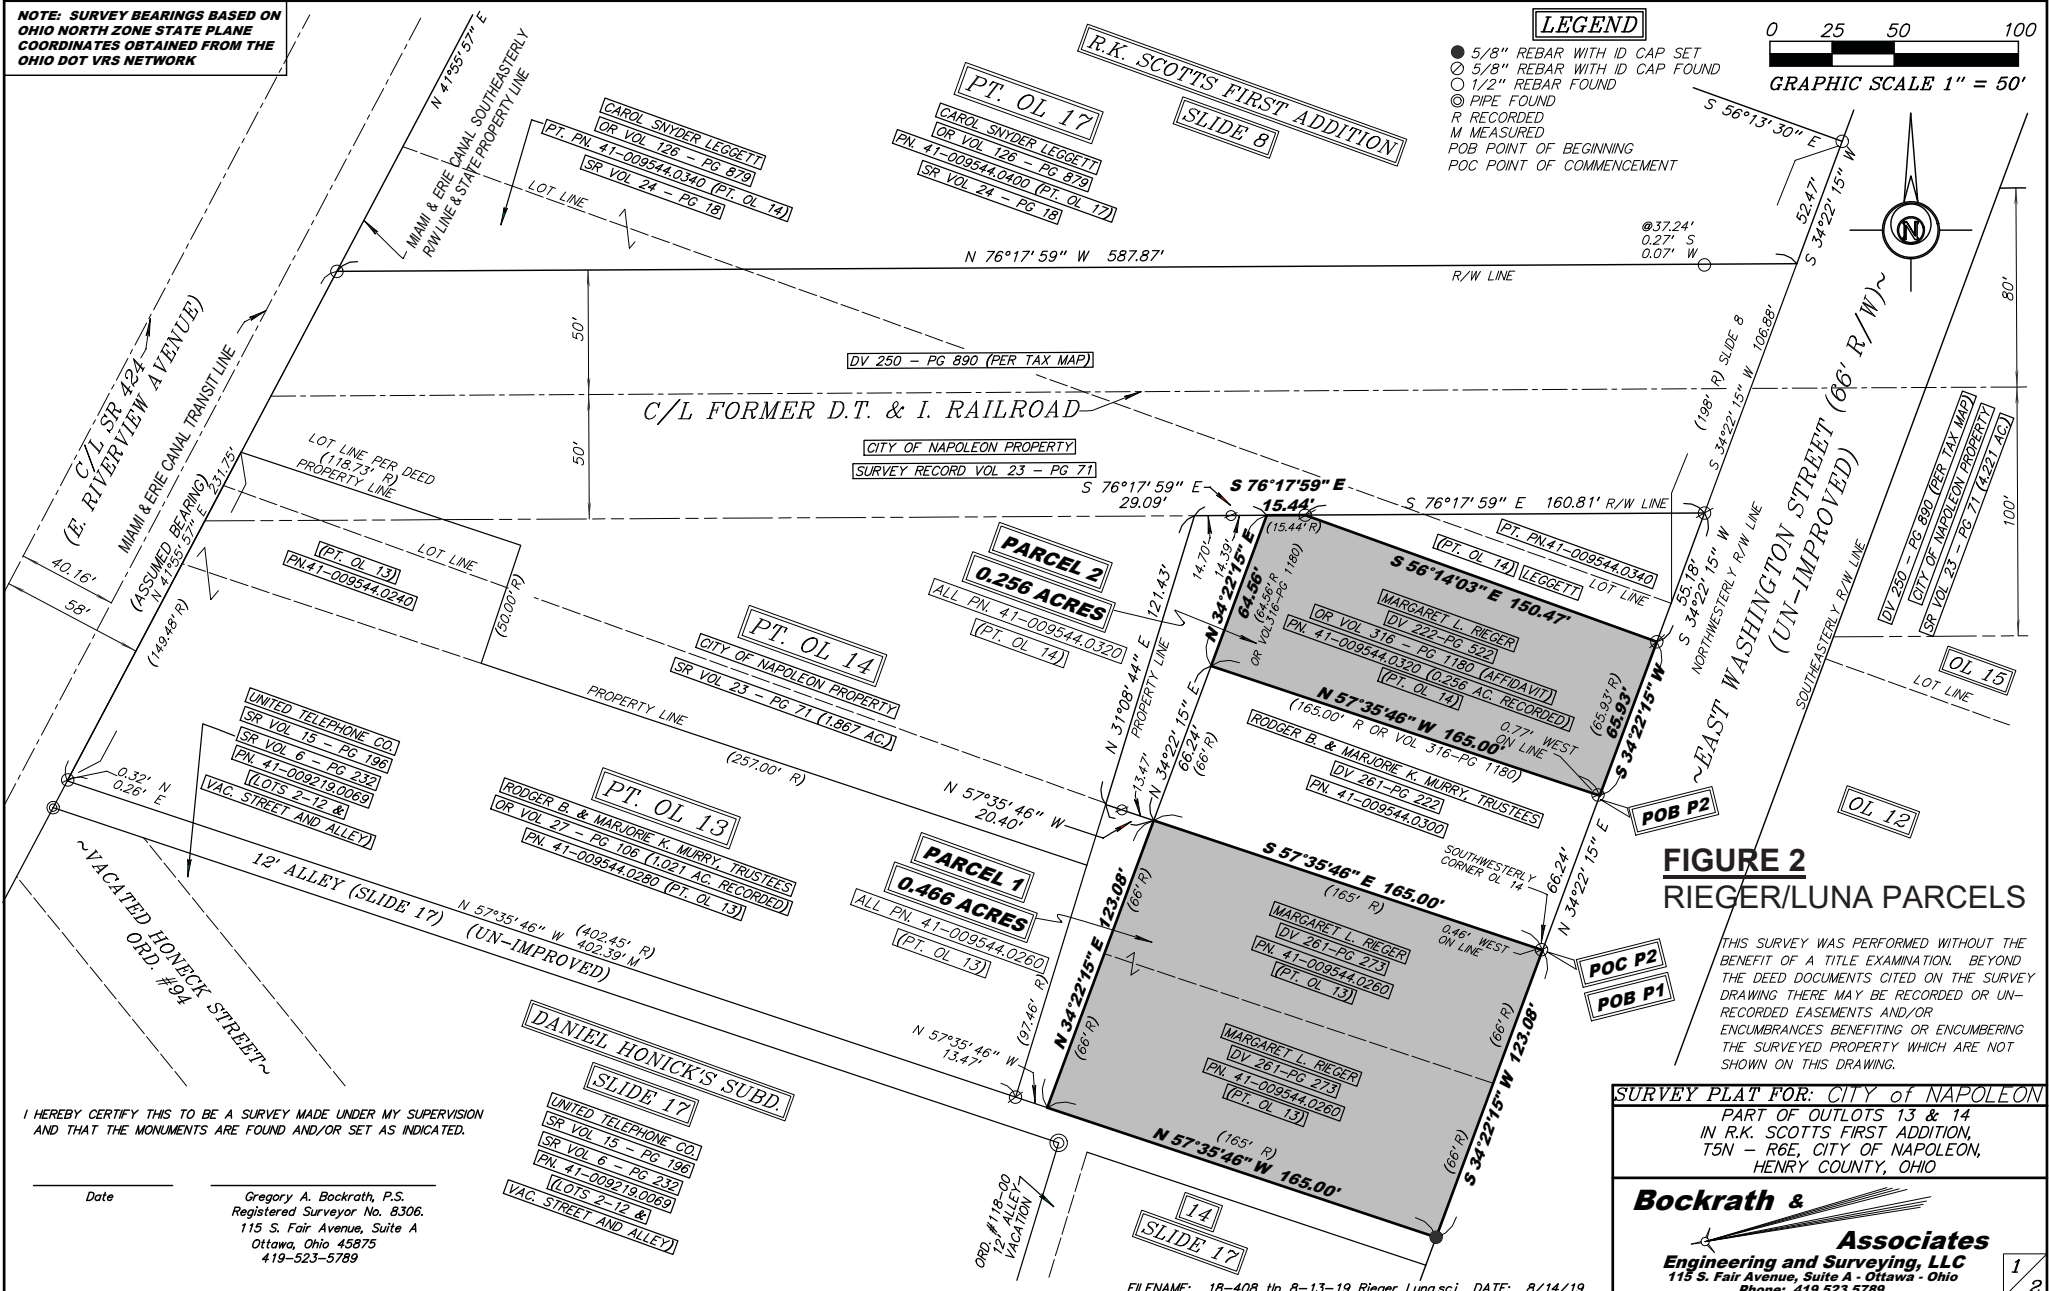 NOTE: SURVEY BEARINGS BASED ON
OHIO NORTH ZONE STATE PLANE
COORDINATES OBTAINED FROM THE
OHIO DOT VRS NETWORK
N 41°55'57" E
MIAMI & ERIE CANAL SOUTHEASTERLY
R/W LINE & STATE PROPERTY LINE
CAROL SNYDER LEGGETT
OR VOL 126 - PG 879
PT. PN. 41-009544.0340 (PT. OL 14)
SR VOL 24 - PG 18
LOT LINE
PT. OL 17
CAROL SNYDER LEGGETT
OR VOL 126 - PG 879
PN. 41-009544.0400 (PT. OL 17)
SR VOL 24 - PG 18
R.K. SCOTTS FIRST ADDITION
SLIDE 8
LEGEND
5/8" REBAR WITH ID CAP SET
5/8" REBAR WITH ID CAP FOUND
1/2" REBAR FOUND
PIPE FOUND
R RECORDED
M MEASURED
POB POINT OF BEGINNING
POC POINT OF COMMENCEMENT
0 25 50 100
GRAPHIC SCALE 1" = 50'
S 56°13'30" E
52.47'
S 34°22'15" W
N
@37.24'
0.27' S
0.07' W
N 76°17'59" W 587.87'
R/W LINE
80'
100'
(198' R) SLIDE 8
S 34°22'15" W 106.88'
~EAST WASHINGTON STREET (66' R/W)~
(UN-IMPROVED)
DV 250 - PG 890 (PER TAX MAP)
CITY OF NAPOLEON PROPERTY
SR VOL 23 - PG 71 (4.221 AC.)
C/L SR 424
(E. RIVERVIEW AVENUE)
MIAMI & ERIE CANAL TRANSIT LINE
50'
50'
DV 250 - PG 890 (PER TAX MAP)
C/L FORMER D.T. & I. RAILROAD
CITY OF NAPOLEON PROPERTY
SURVEY RECORD VOL 23 - PG 71
LOT LINE PER DEED
(118.73' R)
PROPERTY LINE
231.75'
(ASSUMED BEARING)
N 41°55'57" E
(149.48' R)
40.16'
58'
LOT LINE
(PT. OL 13)
PN.41-009544.0240
(50.00' R)
S 76°17'59" E
29.09'
S 76°17'59" E
15.44'
(15.44' R)
S 76°17'59" E 160.81' R/W LINE
PT. PN.41-009544.0340
(PT. OL 14)
LEGGETT
LOT LINE
55.18'
S 34°22'15" W
NORTHWESTERLY R/W LINE
SOUTHEASTERLY R/W LINE
PARCEL 2
0.256 ACRES
ALL PN. 41-009544.0320
(PT. OL 14)
14.70'
14.39'
N 34°22'15" E
64.56'
(64.56' R
OR VOL316-PG 1180)
S 56°14'03" E 150.47'
MARGARET L. RIEGER
DV 222-PG 522
OR VOL 316 - PG 1180 (AFFIDAVIT)
PN. 41-009544.0320 (0.256 AC. RECORDED)
(PT. OL 14)
N 57°35'46" W 165.00'
(165.00' R OR VOL 316-PG 1180)
(65.93' R)
65.93'
S 34°22'15" W
0.77' WEST
ON LINE
POB P2
OL 15
LOT LINE
OL 12
PT. OL 14
CITY OF NAPOLEON PROPERTY
SR VOL 23 - PG 71 (1.867 AC.)
PROPERTY LINE
(257.00' R)
N 31°08'44" E 121.43'
PROPERTY LINE
13.47'
N 34°22'15" E
66.24'
(66' R)
RODGER B. & MARJORIE K. MURRY, TRUSTEES
DV 261-PG 222
PN. 41-009544.0300
SOUTHWESTERLY
CORNER OL 14
66.24'
N 34°22'15" E
UNITED TELEPHONE CO.
SR VOL 15 - PG 196
SR VOL 6 - PG 232
PN. 41-009219.0069
(LOTS 2-12 &
VAC. STREET AND ALLEY)
0.32' N
0.26' E
PT. OL 13
RODGER B. & MARJORIE K. MURRY, TRUSTEES
OR VOL 27 - PG 106 (1.021 AC. RECORDED)
PN. 41-009544.0280 (PT. OL 13)
N 57°35'46" W
20.40'
PARCEL 1
0.466 ACRES
ALL PN. 41-009544.0260
(PT. OL 13)
(66' R)
N 34°22'15" E 123.08'
(66' R)
S 57°35'46" E 165.00'
(165' R)
MARGARET L. RIEGER
DV 261-PG 273
PN. 41-009544.0260
(PT. OL 13)
0.46' WEST
ON LINE
POC P2
POB P1
(66' R)
S 34°22'15" W 123.08'
(66' R)
MARGARET L. RIEGER
DV 261-PG 273
PN. 41-009544.0260
(PT. OL 13)
(165' R)
N 57°35'46" W 165.00'
12' ALLEY (SLIDE 17)
(UN-IMPROVED)
N 57°35'46" W
(402.45' R)
402.39' M
~VACATED HONECK STREET~
ORD. #94
(97.46' R)
N 57°35'46" W
13.47'
DANIEL HONICK'S SUBD.
SLIDE 17
UNITED TELEPHONE CO.
SR VOL 15 - PG 196
SR VOL 6 - PG 232
PN. 41-009219.0069
(LOTS 2-12 &
VAC. STREET AND ALLEY)
ORD. #118-00
12' ALLEY
VACATION
14
SLIDE 17
I HEREBY CERTIFY THIS TO BE A SURVEY MADE UNDER MY SUPERVISION
AND THAT THE MONUMENTS ARE FOUND AND/OR SET AS INDICATED.
Date
Gregory A. Bockrath, P.S.
Registered Surveyor No. 8306.
115 S. Fair Avenue, Suite A
Ottawa, Ohio 45875
419-523-5789
FIGURE 2
RIEGER/LUNA PARCELS
THIS SURVEY WAS PERFORMED WITHOUT THE
BENEFIT OF A TITLE EXAMINATION. BEYOND
THE DEED DOCUMENTS CITED ON THE SURVEY
DRAWING THERE MAY BE RECORDED OR UN-
RECORDED EASEMENTS AND/OR
ENCUMBRANCES BENEFITING OR ENCUMBERING
THE SURVEYED PROPERTY WHICH ARE NOT
SHOWN ON THIS DRAWING.
SURVEY PLAT FOR: CITY of NAPOLEON
PART OF OUTLOTS 13 & 14
IN R.K. SCOTTS FIRST ADDITION,
T5N - R6E, CITY OF NAPOLEON,
HENRY COUNTY, OHIO
Bockrath &
Associates
Engineering and Surveying, LLC
115 S. Fair Avenue, Suite A - Ottawa - Ohio
Phone: 419.523.5789
1/2
FILENAME: 18-408 tlp 8-13-19 Rieger Luna.sci DATE: 8/14/19